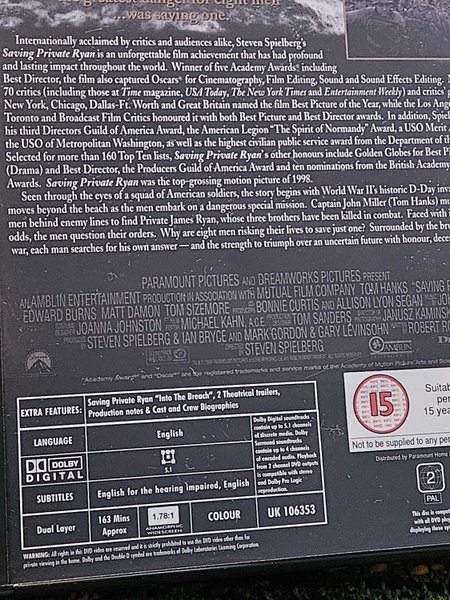 the greatest danger for eight men
...was saving one.
Internationally acclaimed by critics and audiences alike, Steven Spielberg's
Saving Private Ryan is an unforgettable film achievement that has had profound
and lasting impact throughout the world. Winner of five Academy Awards® including
Best Director, the film also captured Oscars® for Cinematography, Film Editing, Sound and Sound Effects Editing.
70 critics (including those at Time magazine, USA Today, The New York Times and Entertainment Weekly) and critics'
New York, Chicago, Dallas-Ft. Worth and Great Britain named the film Best Picture of the Year, while the Los Ang
Toronto and Broadcast Film Critics honoured it with both Best Picture and Best Director awards. In addition, Spiel
his third Directors Guild of America Award, the American Legion "The Spirit of Normandy" Award, a USO Merit
the USO of Metropolitan Washington, as well as the highest civilian public service award from the Department of th
Selected for more than 160 Top Ten lists, Saving Private Ryan's other honours include Golden Globes for Best Pi
(Drama) and Best Director, the Producers Guild of America Award and ten nominations from the British Academy
Awards. Saving Private Ryan was the top-grossing motion picture of 1998.
Seen through the eyes of a squad of American soldiers, the story begins with World War II's historic D-Day inva
moves beyond the beach as the men embark on a dangerous special mission. Captain John Miller (Tom Hanks) mu
men behind enemy lines to find Private James Ryan, whose three brothers have been killed in combat. Faced with i
odds, the men question their orders. Why are eight men risking their lives to save just one? Surrounded by the bru
war, each man searches for his own answer — and the strength to triumph over an uncertain future with honour, decen
PARAMOUNT PICTURES AND DREAMWORKS PICTURES PRESENT
AN AMBLIN ENTERTAINMENT PRODUCTION IN ASSOCIATION WITH MUTUAL FILM COMPANY TOM HANKS "SAVING
EDWARD BURNS MATT DAMON TOM SIZEMORE PRODUCER BONNIE CURTIS AND ALLISON LYON SEGAN
COSTUME DESIGNER JOANNA JOHNSTON MICHAEL KAHN, A.C.E. TOM SANDERS JANUSZ KAMINSK
PRODUCED BY STEVEN SPIELBERG & IAN BRYCE AND MARK GORDON & GARY LEVINSOHN ROBERT RO
DIRECTED BY STEVEN SPIELBERG
AMBLIN
"Academy Award®" and "Oscar®" are the registered trademarks and service marks of the Academy of Motion Picture Arts and Scien
EXTRA FEATURES: Saving Private Ryan "Into The Breach", 2 Theatrical trailers,
Production notes & Cast and Crew Biographies
LANGUAGE English
DOLBY DIGITAL 5.1
SUBTITLES English for the hearing impaired, English
Dolby Digital soundtracks
contain up to 5.1 channels
of discrete media. Dolby
Surround soundtracks
contain up to 4 channels
of encoded audio. Playback
from 2 channel DVD outputs
is compatible with stereo
and Dolby Pro Logic
reproduction.
Dual Layer 163 Mins Approx 1.78:1 ANAMORPHIC WIDESCREEN COLOUR UK 106353
WARNING: All rights in this DVD video are reserved and it is strictly prohibited to use this DVD video other than for
private viewing in the home. Dolby and the Double D symbol are trademarks of Dolby Laboratories Licensing Corporation.
15
Suitab
per
15 yea
Not to be supplied to any per
Distributed by Paramount Home
2
PAL
This disc is compat
with all DVD playe
displaying these sym